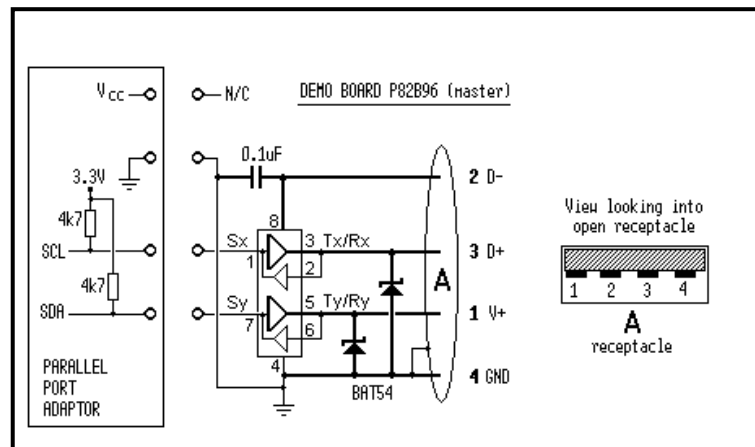 Vcc
N/C
DEMO BOARD P82B96 (master)
0.1uF
2 D-
3.3V
4k7
8
View looking into
open receptacle
Sx
3
Tx/Rx
3 D+
SCL
1
2
A
4k7
1
2
3
4
Sy
5
Ty/Ry
1 V+
SDA
7
6
A
receptacle
4
4 GND
PARALLEL
PORT
ADAPTOR
BAT54